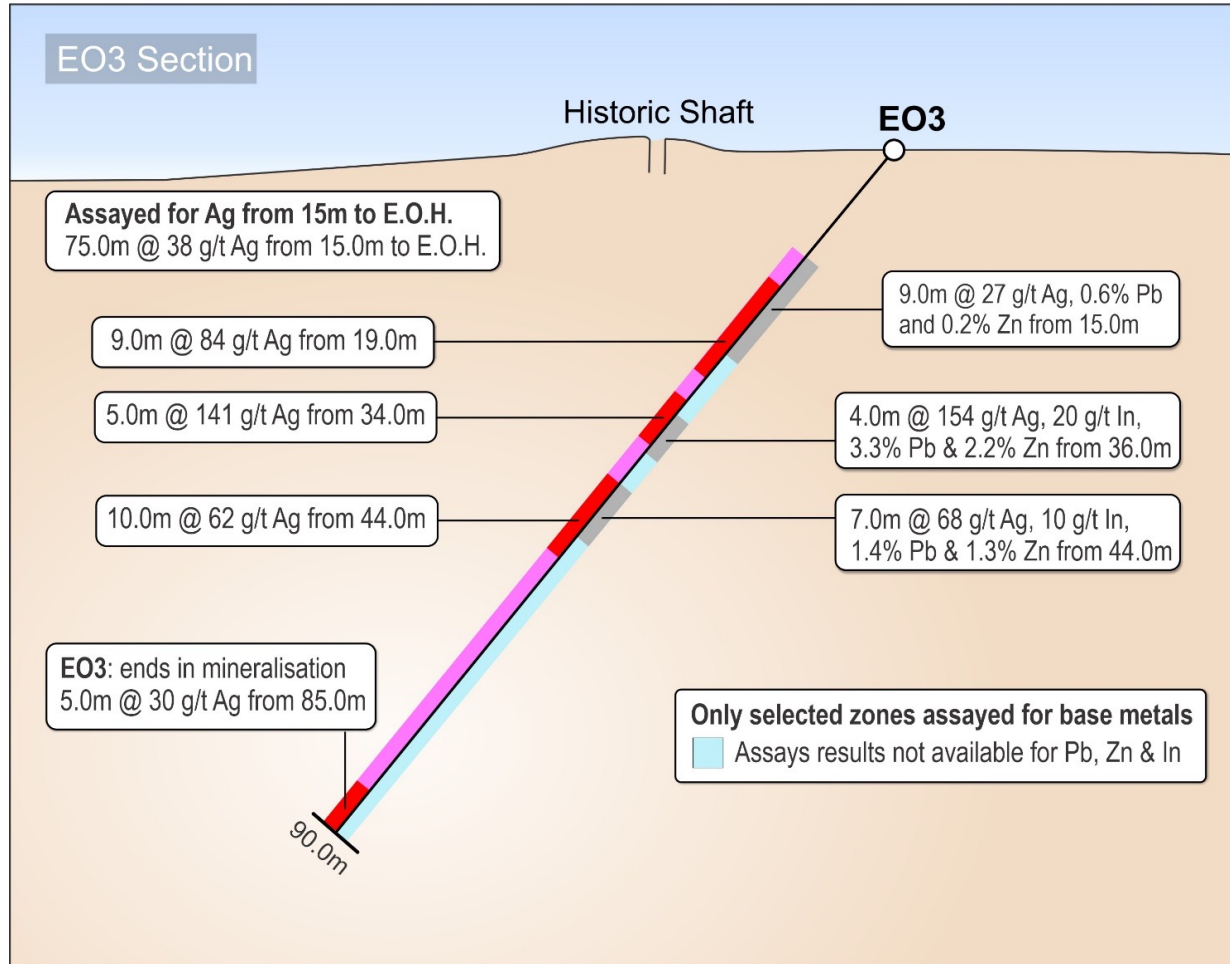 EO3 Section
Historic Shaft
EO3
Assayed for Ag from 15m to E.O.H.
75.0m @ 38 g/t Ag from 15.0m to E.O.H.
9.0m @ 27 g/t Ag, 0.6% Pb
and 0.2% Zn from 15.0m
9.0m @ 84 g/t Ag from 19.0m
5.0m @ 141 g/t Ag from 34.0m
4.0m @ 154 g/t Ag, 20 g/t In,
3.3% Pb & 2.2% Zn from 36.0m
10.0m @ 62 g/t Ag from 44.0m
7.0m @ 68 g/t Ag, 10 g/t In,
1.4% Pb & 1.3% Zn from 44.0m
EO3: ends in mineralisation
5.0m @ 30 g/t Ag from 85.0m
Only selected zones assayed for base metals
Assays results not available for Pb, Zn & In
90.0m